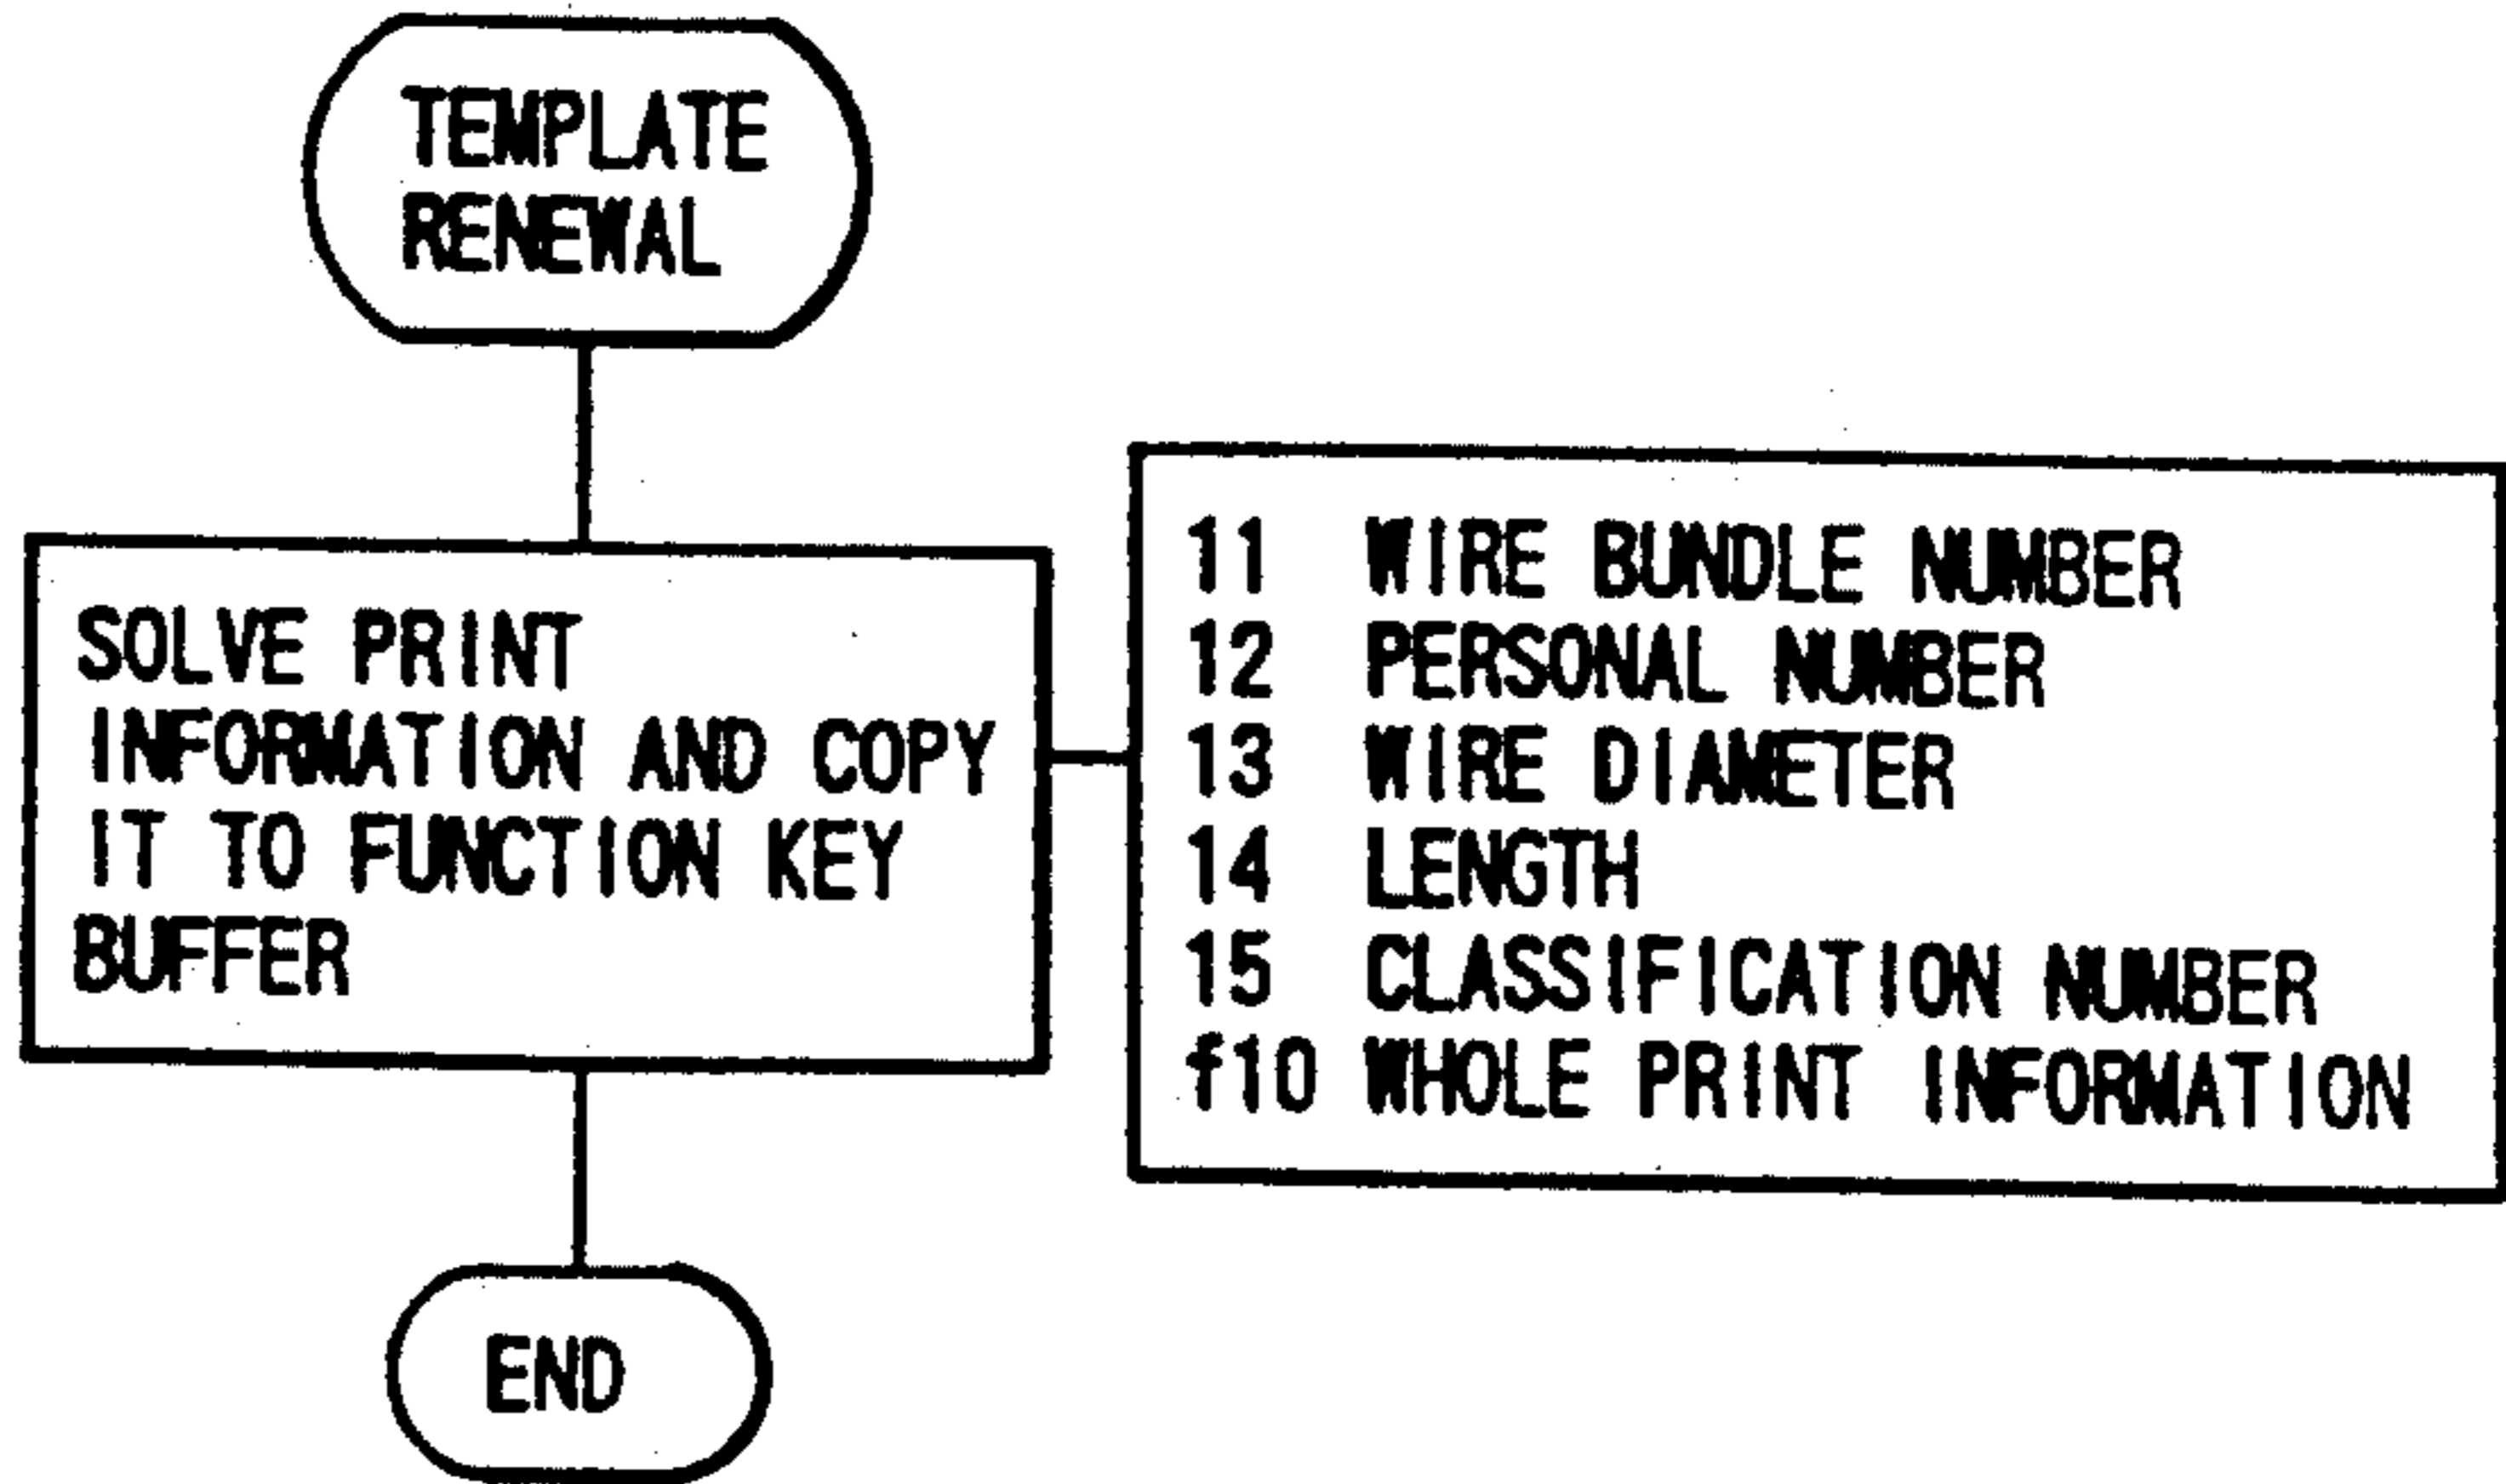 TEMPLATE
RENEWAL
SOLVE PRINT
INFORMATION AND COPY
IT TO FUNCTION KEY
BUFFER
11 WIRE BUNDLE NUMBER
12 PERSONAL NUMBER
13 WIRE DIAMETER
14 LENGTH
15 CLASSIFICATION NUMBER
f10 WHOLE PRINT INFORMATION
END